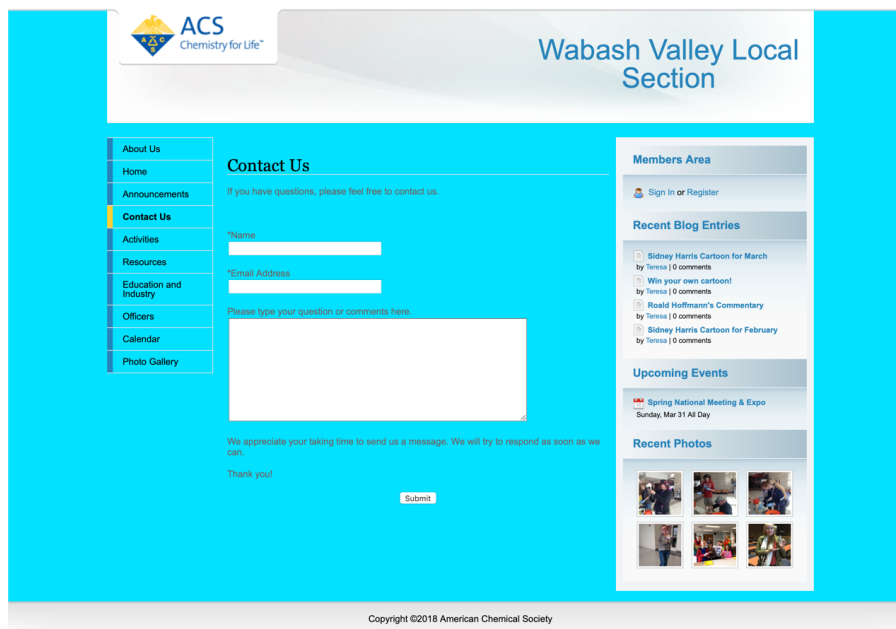 ACS
Chemistry for Life™
A C S
Wabash Valley Local
Section
About Us
Home
Announcements
Contact Us
Activities
Resources
Education and
Industry
Officers
Calendar
Photo Gallery
Contact Us
If you have questions, please feel free to contact us.
*Name
*Email Address
Please type your question or comments here.
We appreciate your taking time to send us a message. We will try to respond as soon as we
can.
Thank you!
Submit
Members Area
Sign In or Register
Recent Blog Entries
Sidney Harris Cartoon for March
by Teresa | 0 comments
Win your own cartoon!
by Teresa | 0 comments
Roald Hoffmann's Commentary
by Teresa | 0 comments
Sidney Harris Cartoon for February
by Teresa | 0 comments
Upcoming Events
Spring National Meeting & Expo
Sunday, Mar 31 All Day
Recent Photos
Copyright ©2018 American Chemical Society